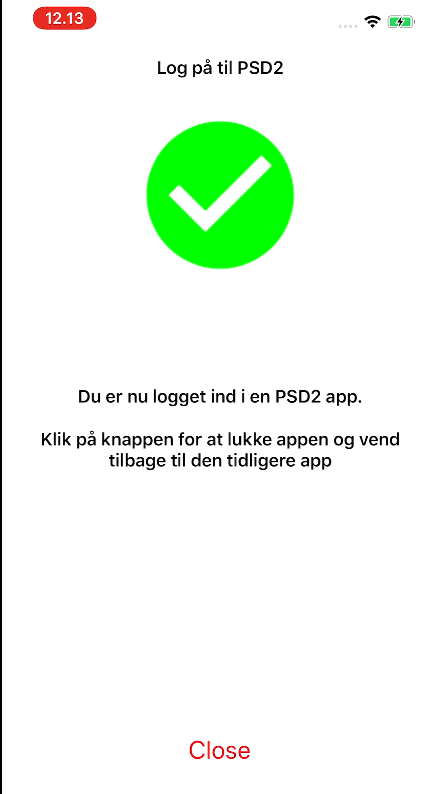 12.13
Log på til PSD2
Du er nu logget ind i en PSD2 app.
Klik på knappen for at lukke appen og vend
tilbage til den tidligere app
Close